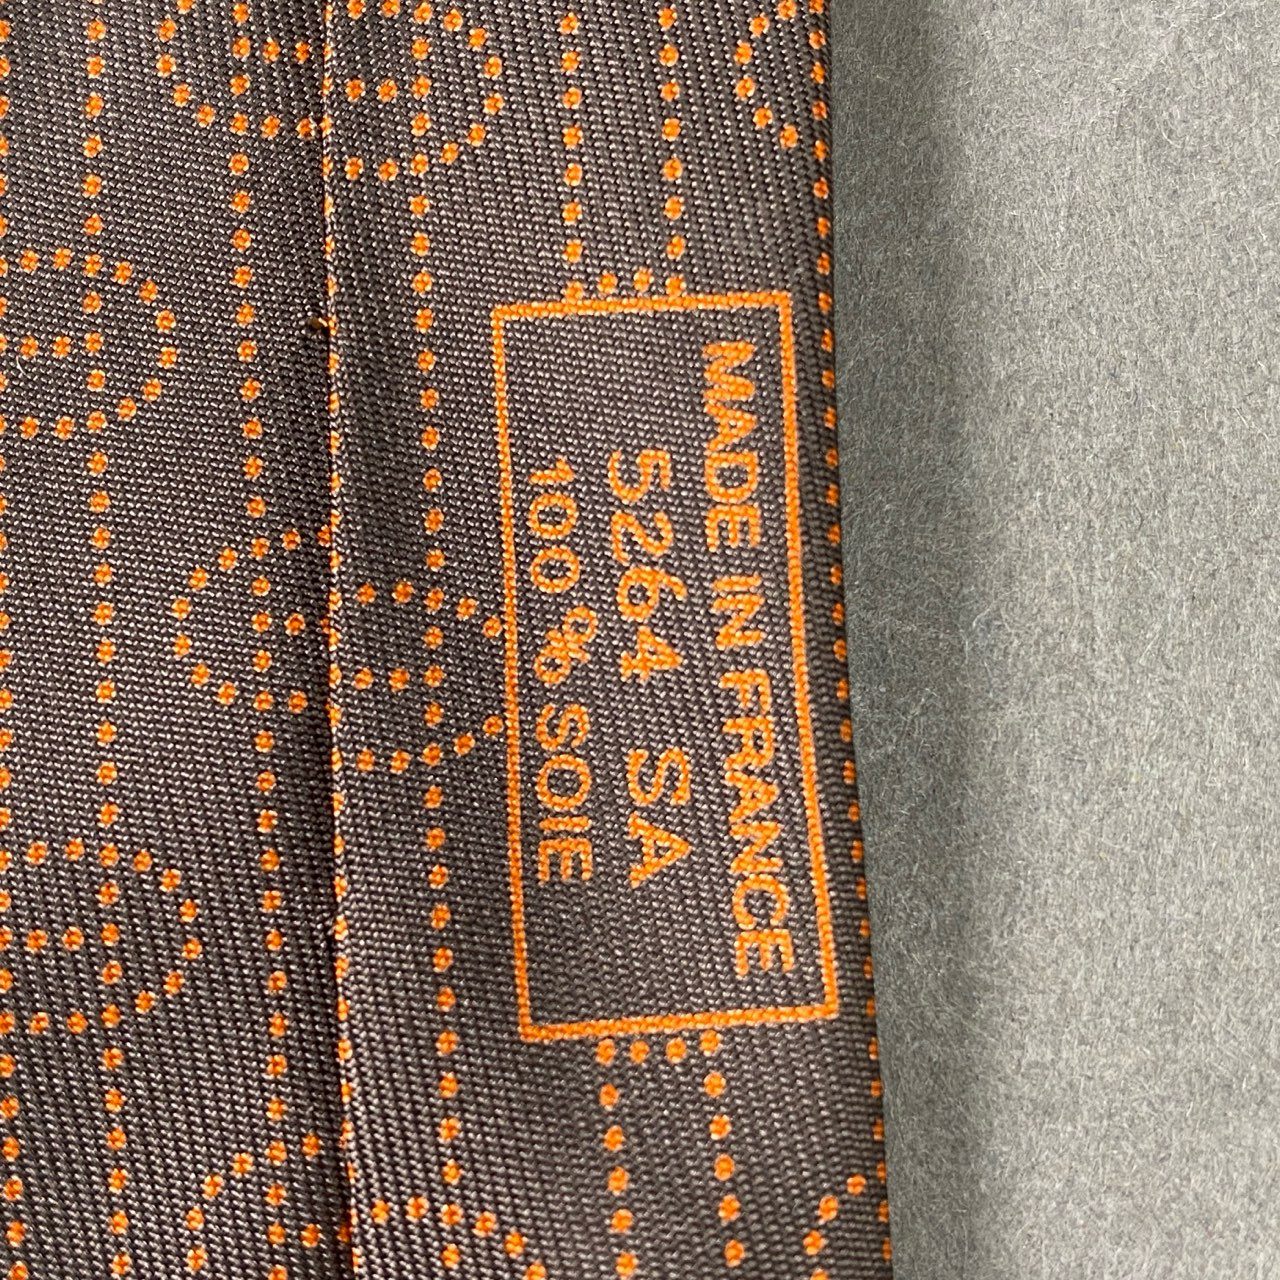 MADE IN FRANCE
5264 SA
100% SOIE